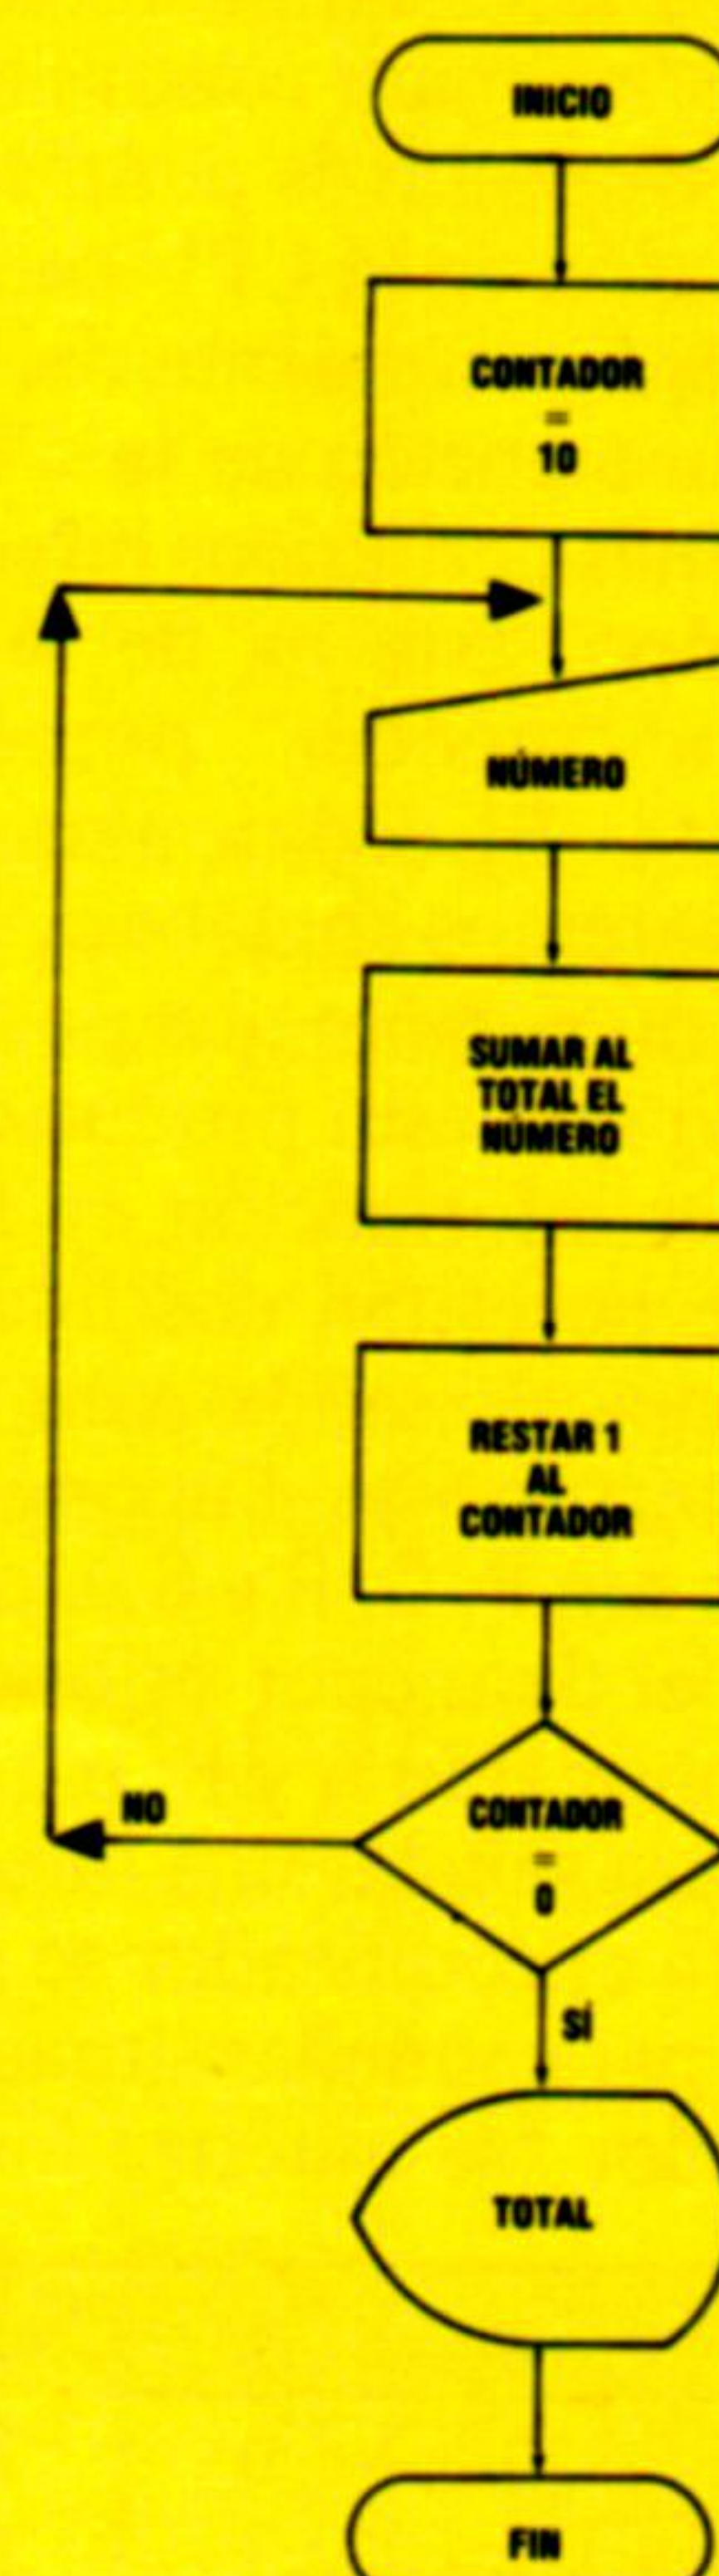 INICIO
CONTADOR
=
10
NÚMERO
SUMAR AL
TOTAL EL
NÚMERO
RESTAR 1
AL
CONTADOR
CONTADOR
=
0
NO
SÍ
TOTAL
FIN